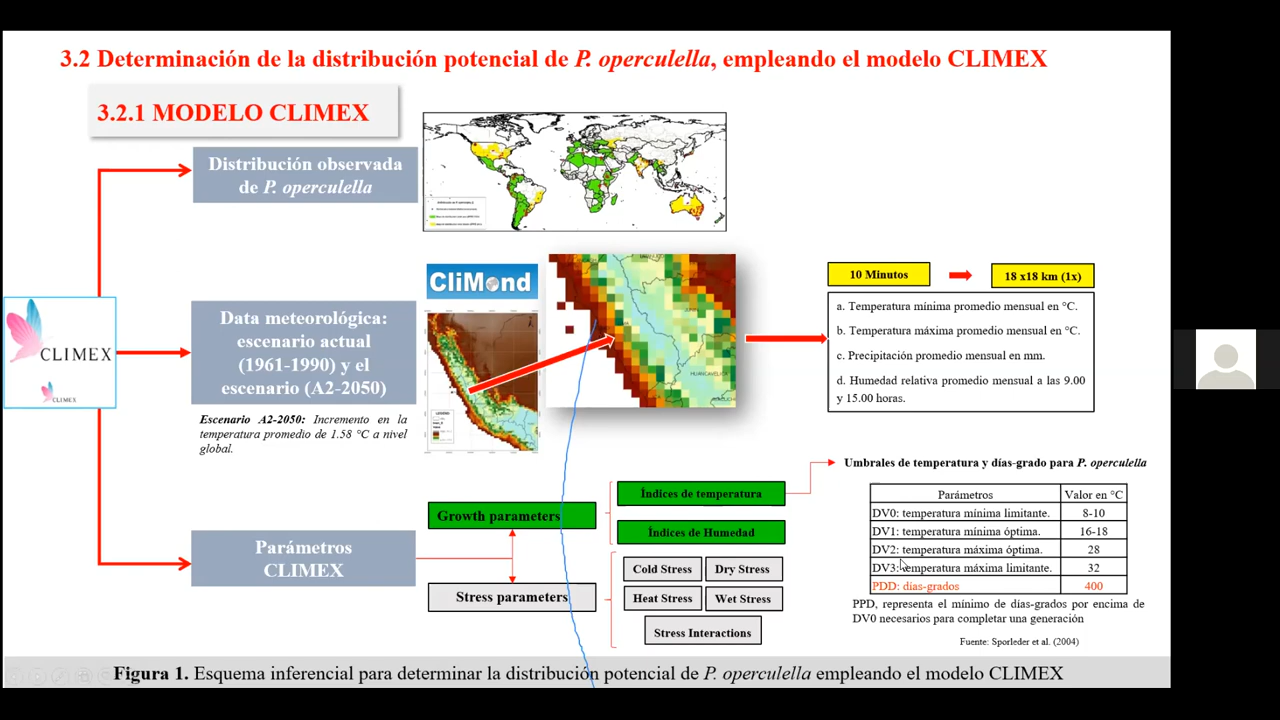 3.2 Determinación de la distribución potencial de P. operculella, empleando el modelo CLIMEX
3.2.1 MODELO CLIMEX
Distribución observada
de P. operculella
CLIMEX
CLIMEX
Data meteorológica:
escenario actual
(1961-1990) y el
escenario (A2-2050)
Escenario A2-2050: Incremento en la
temperatura promedio de 1.58 °C a nivel
global.
CliMond
HUANCAVELICA
10 Minutos
18 x18 km (1x)
a. Temperatura mínima promedio mensual en °C.
b. Temperatura máxima promedio mensual en °C.
c. Precipitación promedio mensual en mm.
d. Humedad relativa promedio mensual a las 9.00
y 15.00 horas.
Parámetros
CLIMEX
Growth parameters
Stress parameters
Índices de temperatura
Índices de Humedad
Cold Stress
Dry Stress
Heat Stress
Wet Stress
Stress Interactions
Umbrales de temperatura y días-grado para P. operculella
Parámetros Valor en °C
DV0: temperatura mínima limitante. 8-10
DV1: temperatura mínima óptima. 16-18
DV2: temperatura máxima óptima. 28
DV3: temperatura máxima limitante. 32
PDD: días-grados 400
PPD, representa el mínimo de días-grados por encima de
DV0 necesarios para completar una generación
Fuente: Sporleder et al. (2004)
Figura 1. Esquema inferencial para determinar la distribución potencial de P. operculella empleando el modelo CLIMEX